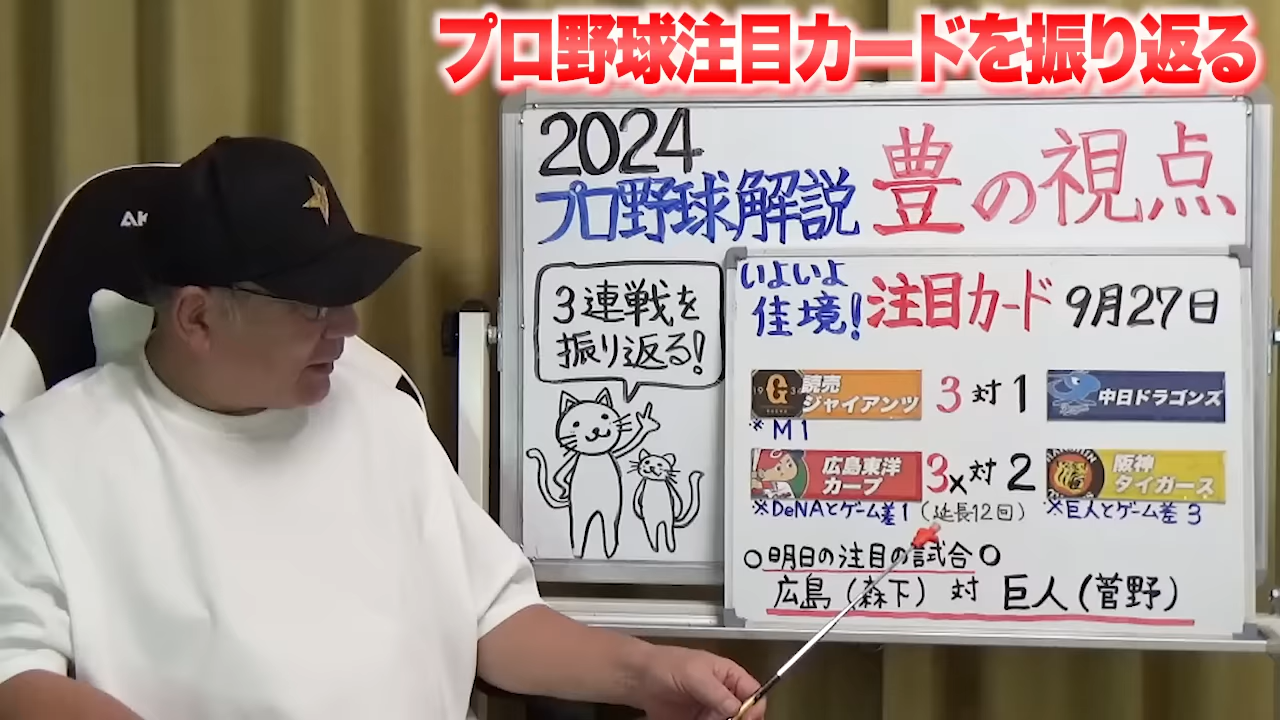 プロ野球注目カードを振り返る
2024
プロ野球解説 豊の視点
3連戦を
振り返る!
いよいよ
佳境! 注目カード 9月27日
読売
ジャイアンツ 3 対 1 中日ドラゴンズ
※ M1
広島東洋
カープ 3x対 2 阪神
タイガース
※DeNAとゲーム差1 (延長12回) ※巨人とゲーム差 3
○明日の注目の試合○
広島(森下) 対 巨人(菅野)
AK